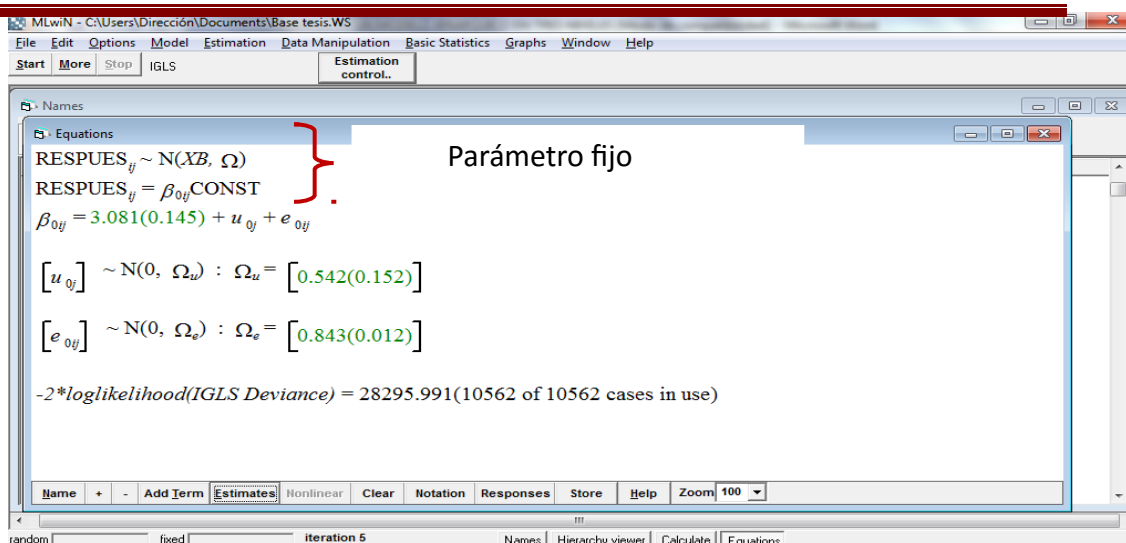 MLwiN - C:\Users\Dirección\Documents\Base tesis.WS
File Edit Options Model Estimation Data Manipulation Basic Statistics Graphs Window Help
Start More Stop IGLS Estimation control..
Names
Equations
RESPUES_ij ~ N(XB, Ω)
Parámetro fijo
RESPUES_ij = β_0ij CONST
β_0ij = 3.081(0.145) + u_0j + e_0ij
[u_0j] ~ N(0, Ω_u) : Ω_u = [0.542(0.152)]
[e_0ij] ~ N(0, Ω_e) : Ω_e = [0.843(0.012)]
-2*loglikelihood(IGLS Deviance) = 28295.991(10562 of 10562 cases in use)
Name + - Add Term Estimates Nonlinear Clear Notation Responses Store Help Zoom 100
random fixed iteration 5 Names Hierarchy viewer Calculate Equations